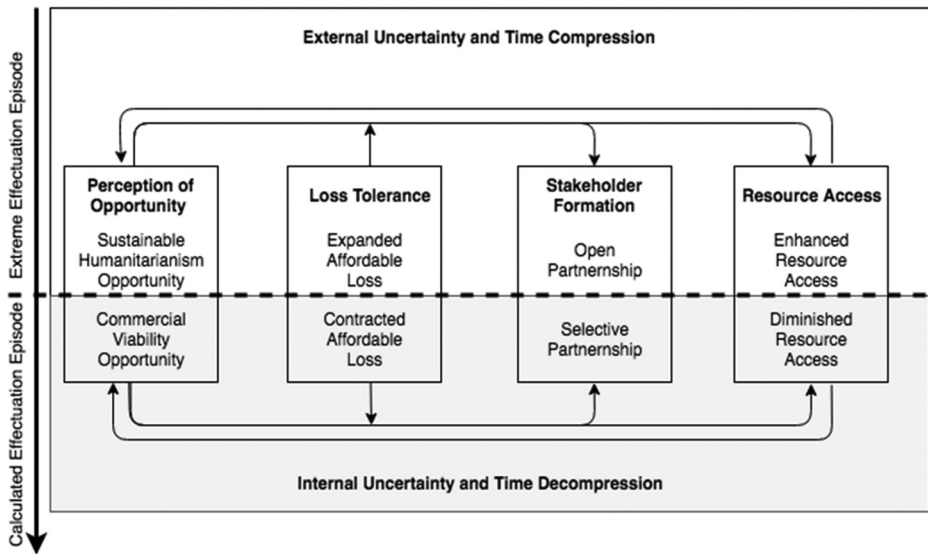 External Uncertainty and Time Compression
Extreme Effectuation Episode
Perception of
Opportunity
Sustainable
Humanitarianism
Opportunity
Loss Tolerance
Expanded
Affordable
Loss
Stakeholder
Formation
Open
Partnernship
Resource Access
Enhanced
Resource
Access
Calculated Effectuation Episode
Commercial
Viability
Opportunity
Contracted
Affordable
Loss
Selective
Partnernship
Diminished
Resource
Access
Internal Uncertainty and Time Decompression